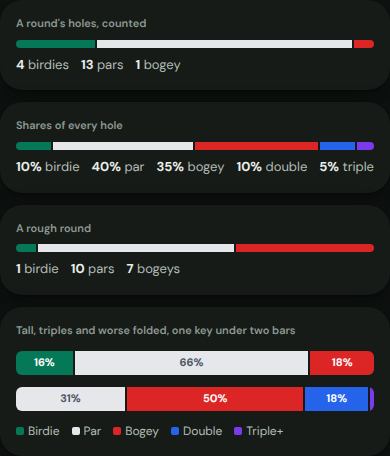 A round's holes, counted
4 birdies 13 pars 1 bogey
Shares of every hole
10% birdie 40% par 35% bogey 10% double 5% triple
A rough round
1 birdie 10 pars 7 bogeys
Tall, triples and worse folded, one key under two bars
16% 66% 18%
31% 50% 18%
Birdie Par Bogey Double Triple+